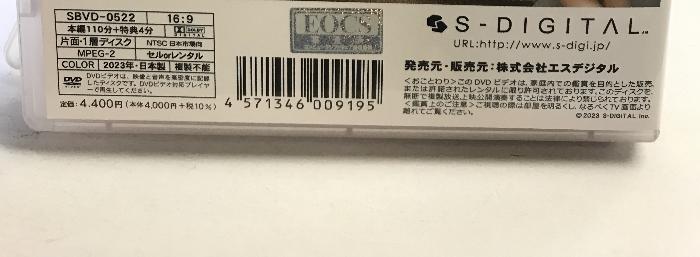 SBVD-0522 16:9
本編110分+特典4分 DOLBY
片面・1層ディスク NTSC 日本市場向
MPEG-2 セルorレンタル
COLOR 2023年・日本製 複製不能
DVD VIDEO DVDビデオは、映像と音声を高密度に記録
したディスクです。DVDビデオ対応プレイヤ
ーで再生してください。
定価:4,400円(本体4,000円+税10%)
EOCS
4 571346 009195
S-DIGITAL
URL:http://www.s-digi.jp/
発売元・販売元:株式会社エスデジタル
<おことわり>このDVDビデオは、家庭内での鑑賞を目的とした販売、
またはレンタルに限り許可されております。このディスクを、
無断で複製放送上映公開演奏することは法律により禁じられております。
<鑑賞上のご注意>ご視聴の際は部屋を明るくし、なるべくTV画面より
離れてご覧ください。
©2023 S-DIGITAL Inc.